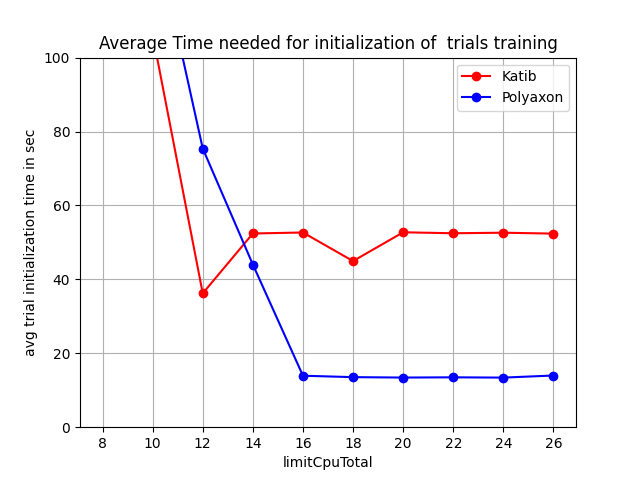 Average Time needed for initialization of  trials training
Katib
Polyaxon
avg trial initialization time in sec
100
80
60
40
20
0
8 10 12 14 16 18 20 22 24 26
limitCpuTotal